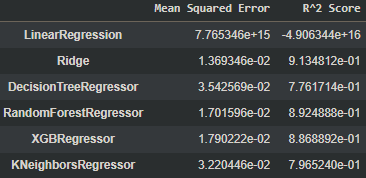 Mean Squared Error R^2 Score
LinearRegression 7.765346e+15 -4.906344e+16
Ridge 1.369346e-02 9.134812e-01
DecisionTreeRegressor 3.542569e-02 7.761714e-01
RandomForestRegressor 1.701596e-02 8.924888e-01
XGBRegressor 1.790222e-02 8.868892e-01
KNeighborsRegressor 3.220446e-02 7.965240e-01